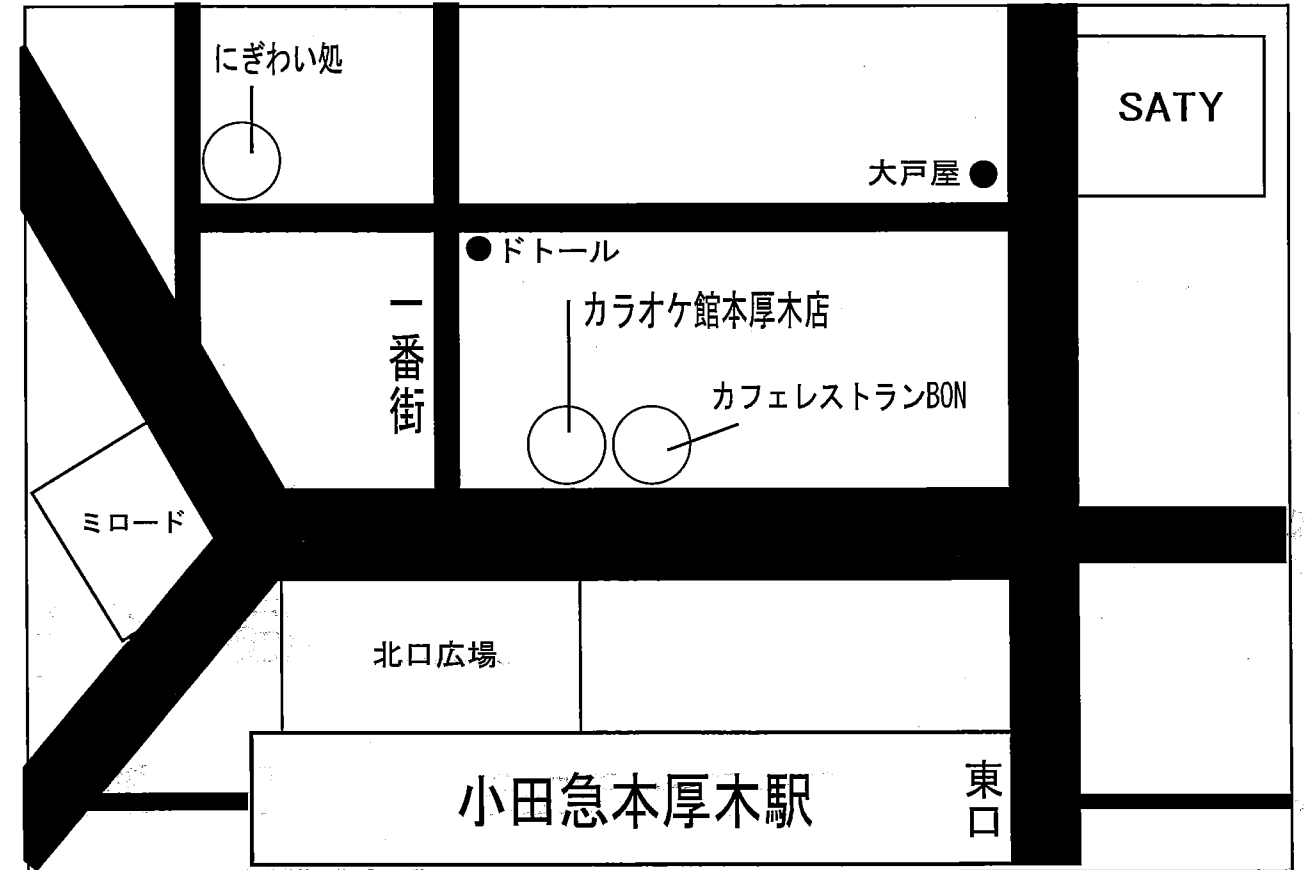 にぎわい処
SATY
大戸屋
ドトール
一番街
カラオケ館本厚木店
カフェレストランBON
ミロード
北口広場
小田急本厚木駅
東口